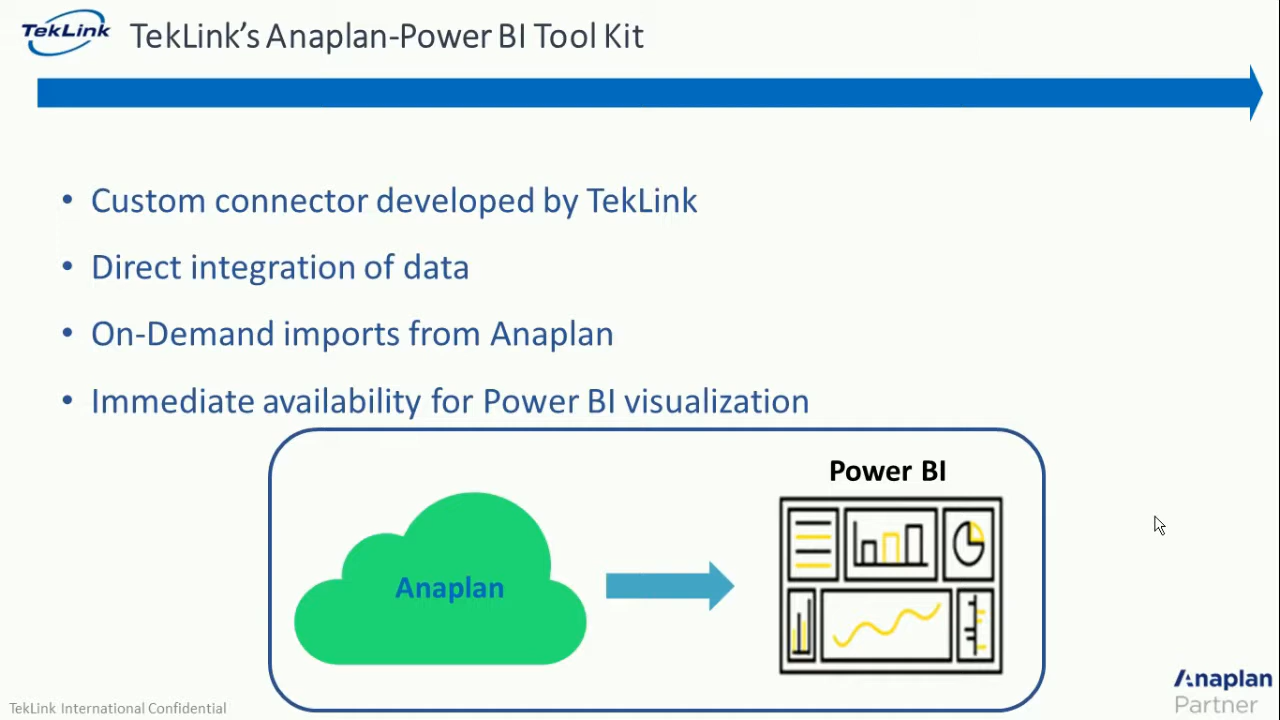 TekLink
TekLink's Anaplan-Power BI Tool Kit
• Custom connector developed by TekLink
• Direct integration of data
• On-Demand imports from Anaplan
• Immediate availability for Power BI visualization
Power BI
Anaplan
Anaplan
Partner
TekLink International Confidential